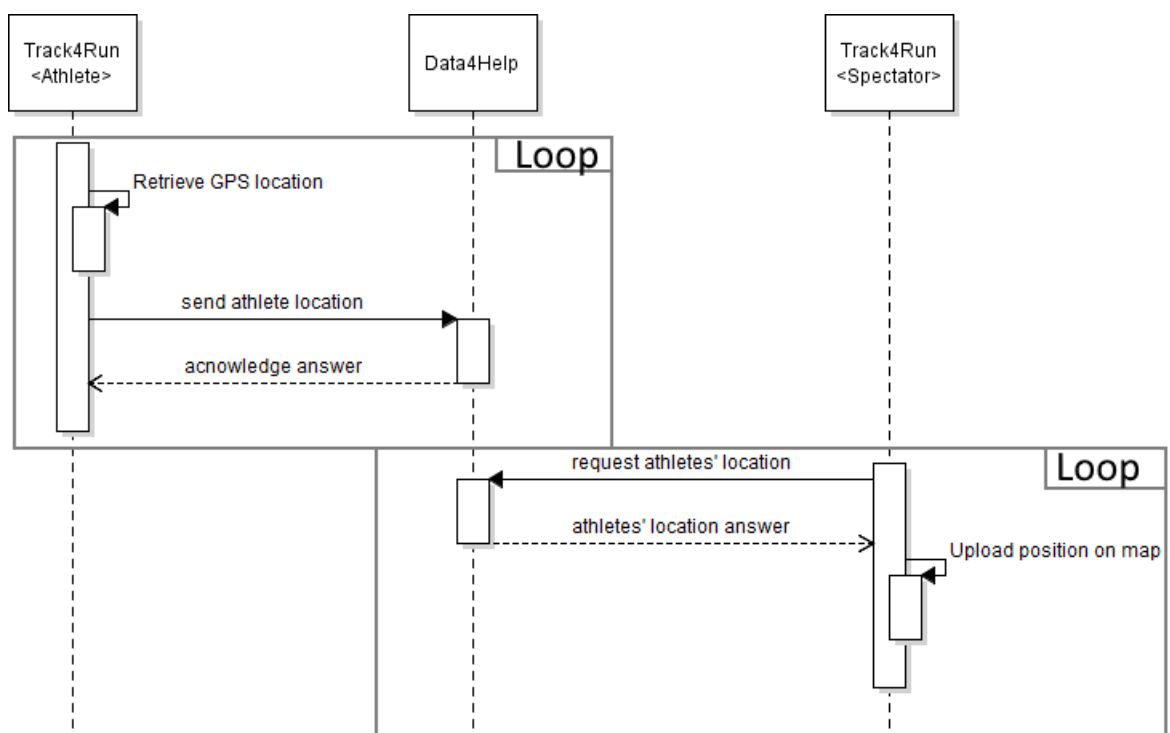 Track4Run
<Athlete>
Data4Help
Track4Run
<Spectator>
Loop
Retrieve GPS location
send athlete location
acnowledge answer
request athletes' location
Loop
athletes' location answer
Upload position on map